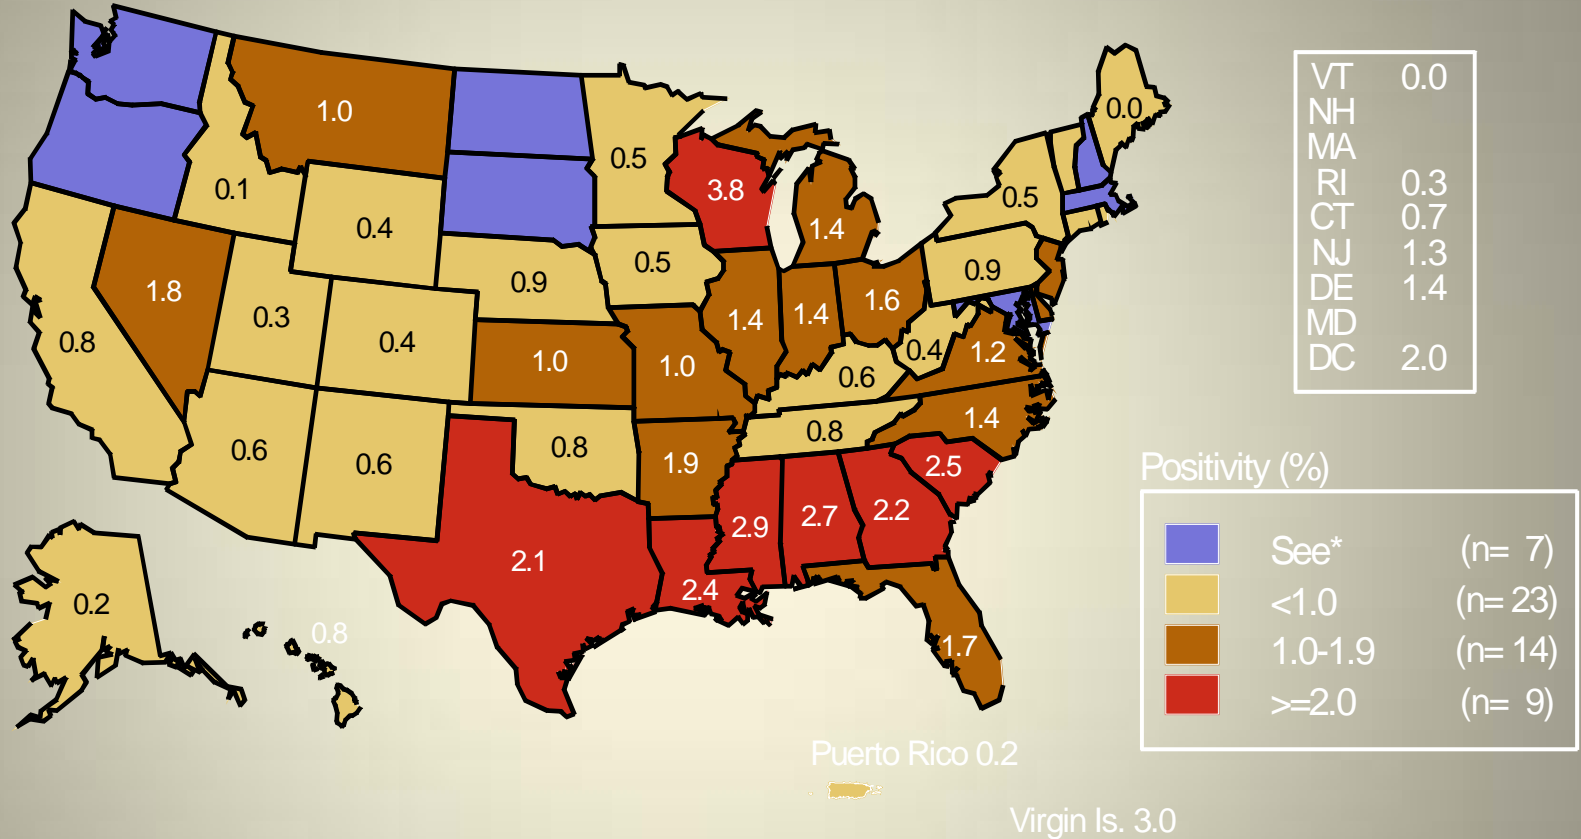 1.0
0.0
0.5
0.1
3.8
0.5
0.4
1.4
0.5
0.9
0.9
1.8
0.3
1.6
0.8
0.4
1.4
1.4
1.0
1.0
0.4
1.2
0.6
1.4
0.8
0.6
0.6
0.8
1.9
2.5
2.9
2.7
2.2
2.1
2.4
0.2
0.8
1.7
VT 0.0
NH
MA
RI 0.3
CT 0.7
NJ 1.3
DE 1.4
MD
DC 2.0
Positivity (%)
See* (n= 7)
<1.0 (n= 23)
1.0-1.9 (n= 14)
>=2.0 (n= 9)
Puerto Rico 0.2
Virgin Is. 3.0